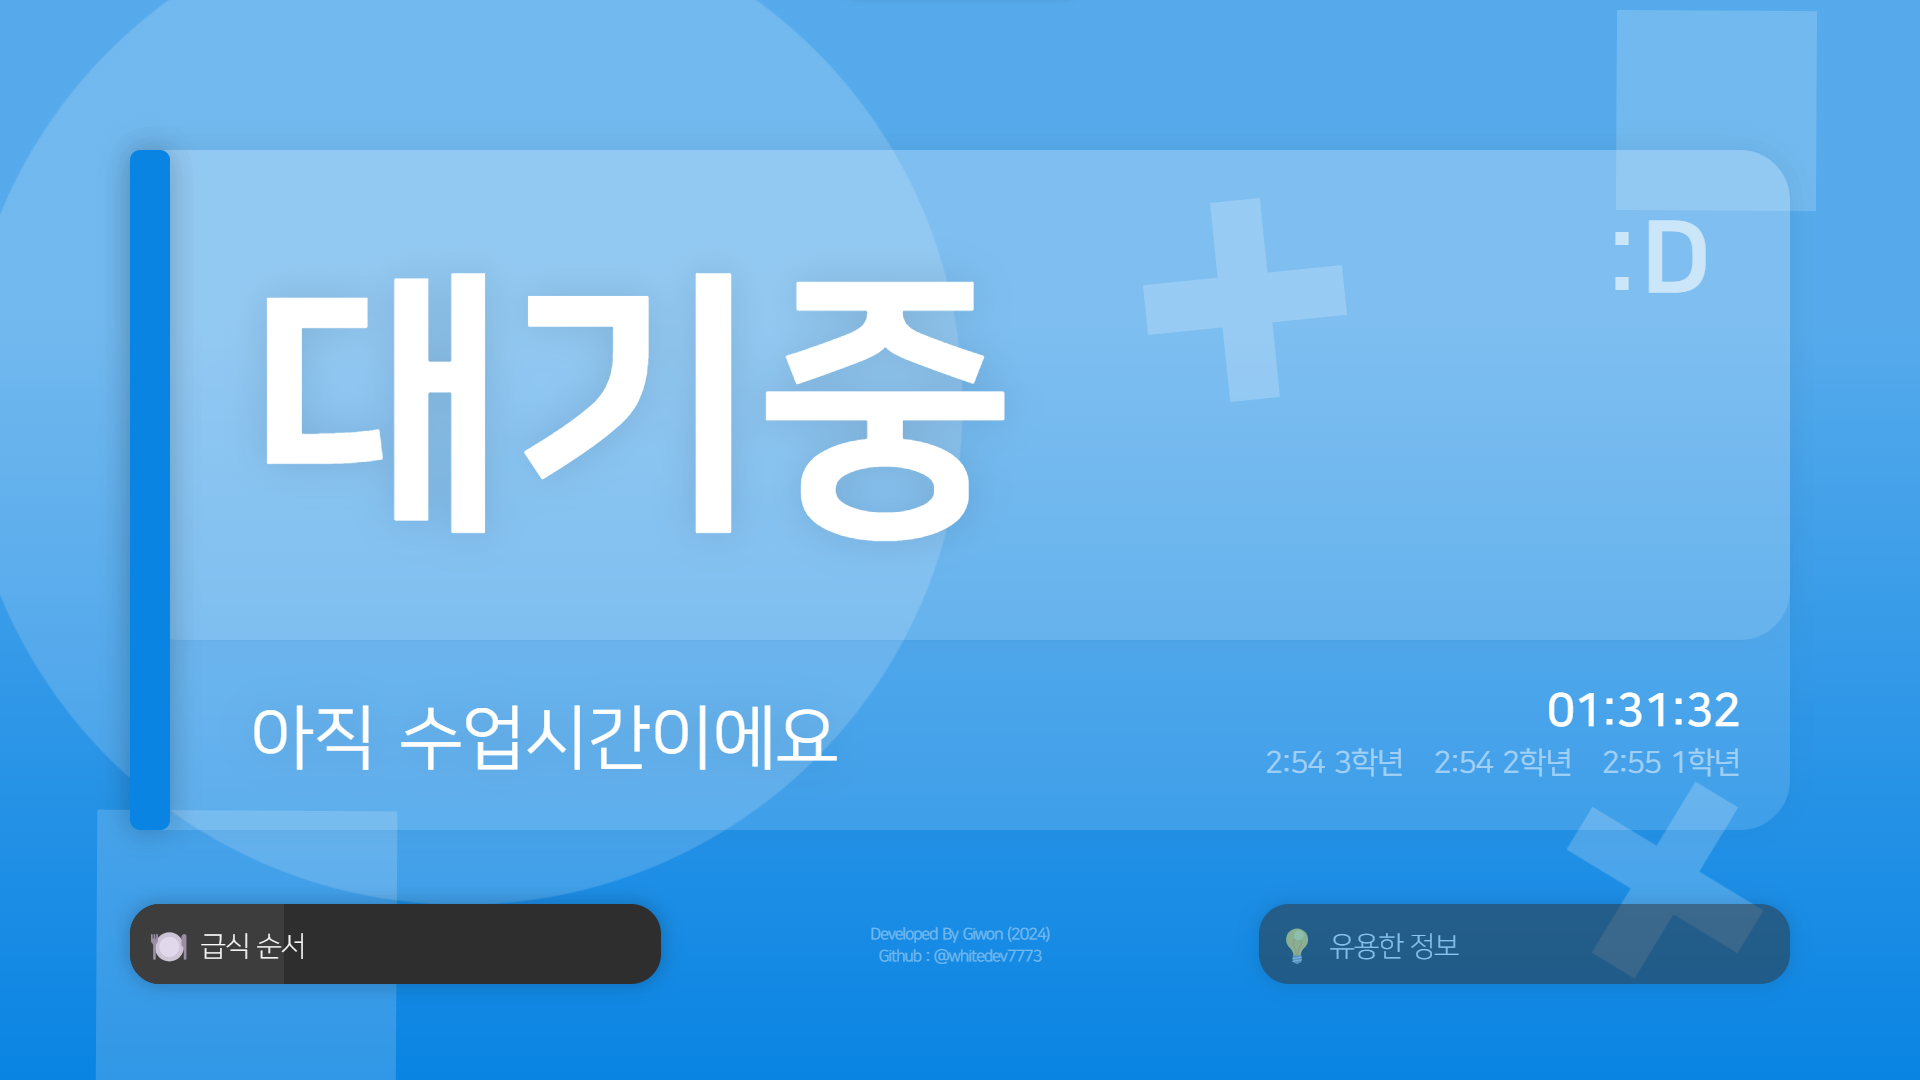 :D
대기중
아직 수업시간이에요
01:31:32
2:54 3학년 2:54 2학년 2:55 1학년
급식 순서
Developed By Giwon (2024)
Github : @whitedev7773
유용한 정보